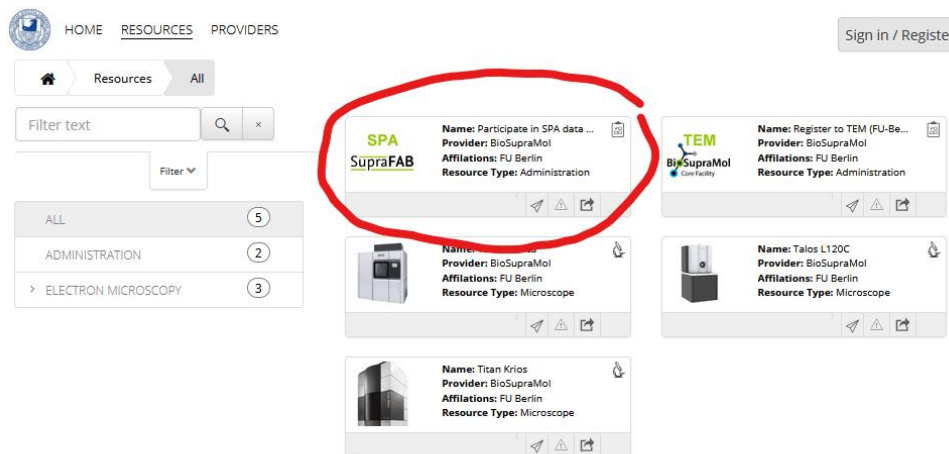 HOME RESOURCES PROVIDERS
Sign in / Registe
Resources All
Filter text
×
Filter
ALL 5
ADMINISTRATION 2
ELECTRON MICROSCOPY 3
SPA
SupraFAB
Name: Participate in SPA data ...
Provider: BioSupraMol
Affilations: FU Berlin
Resource Type: Administration
TEM
BioSupraMol
Core Facility
Name: Register to TEM (FU-Be...
Provider: BioSupraMol
Affilations: FU Berlin
Resource Type: Administration
Provider: BioSupraMol
Affilations: FU Berlin
Resource Type: Microscope
Name: Talos L120C
Provider: BioSupraMol
Affilations: FU Berlin
Resource Type: Microscope
Name: Titan Krios
Provider: BioSupraMol
Affilations: FU Berlin
Resource Type: Microscope